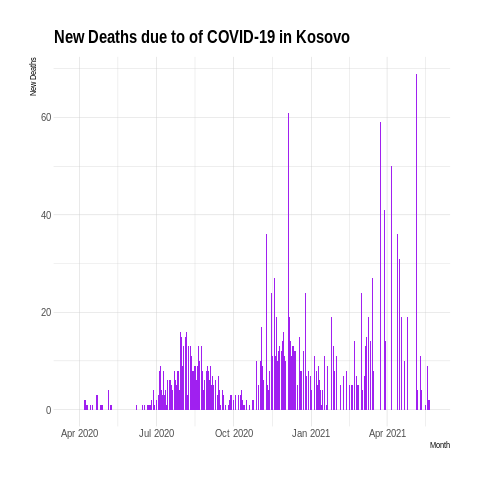 New Deaths due to of COVID-19 in Kosovo
New Deaths
60
40
20
0
Apr 2020 Jul 2020 Oct 2020 Jan 2021 Apr 2021
Month